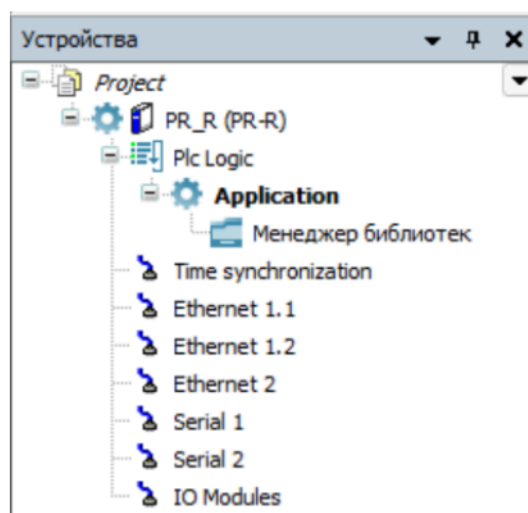 Устройства
Project
PR_R (PR-R)
Plc Logic
Application
Менеджер библиотек
Time synchronization
Ethernet 1.1
Ethernet 1.2
Ethernet 2
Serial 1
Serial 2
IO Modules